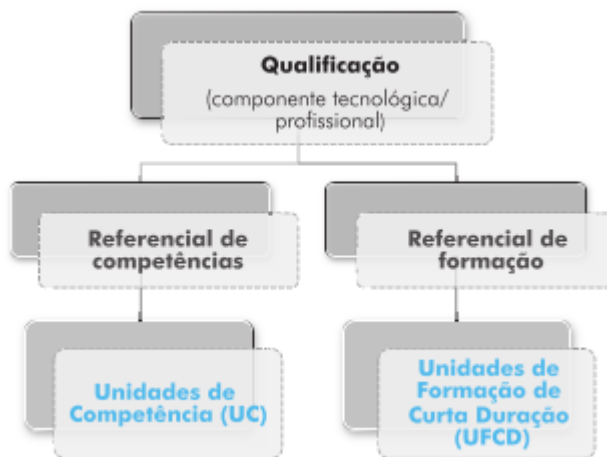 Qualificação
(componente tecnológica/
profissional)
Referencial de
competências
Referencial de
formação
Unidades de
Competência (UC)
Unidades de
Formação de
Curta Duração
(UFCD)